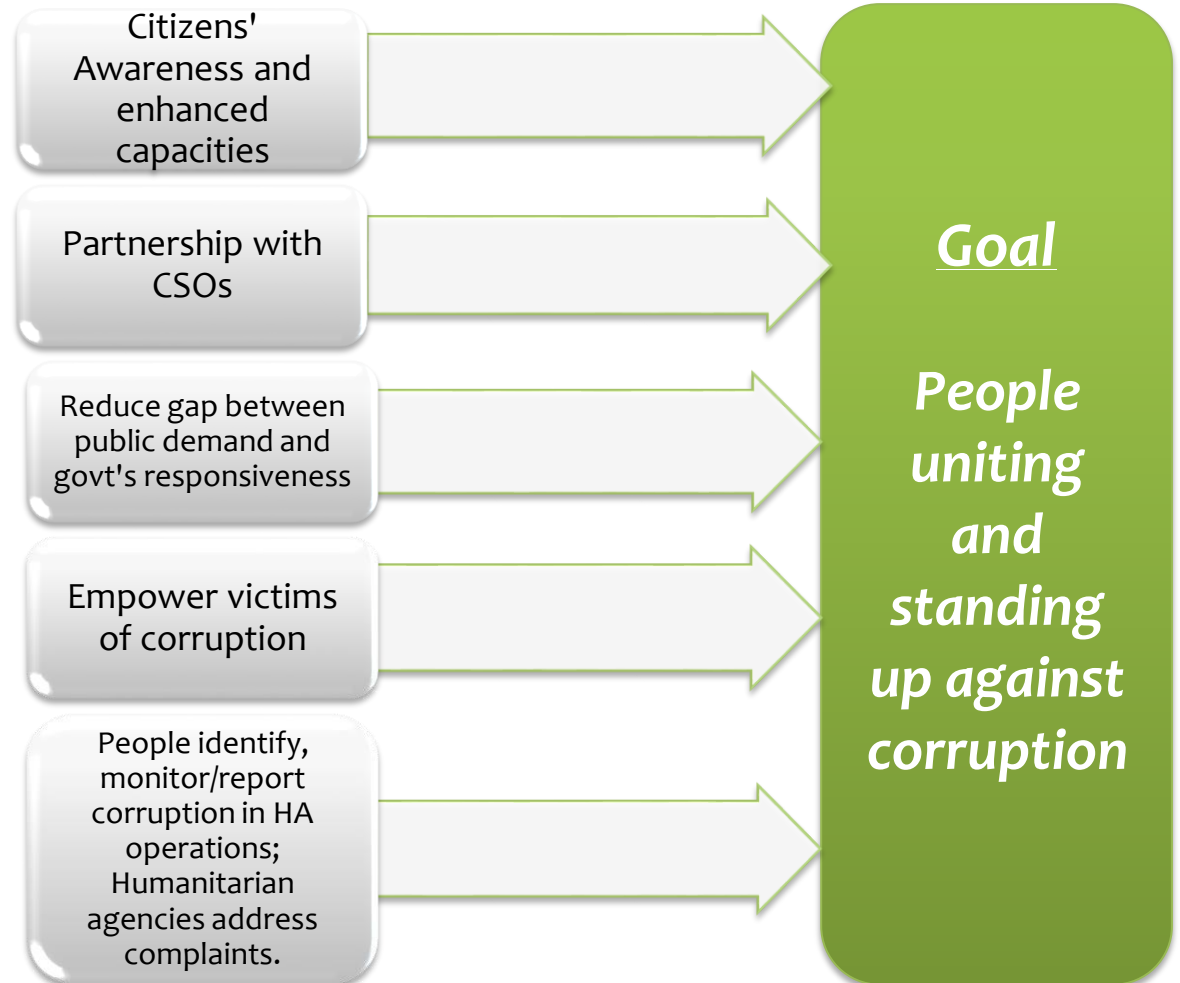 Citizens'
Awareness and
enhanced
capacities
Partnership with
CSOs
Reduce gap between
public demand and
govt's responsiveness
Empower victims
of corruption
People identify,
monitor/report
corruption in HA
operations;
Humanitarian
agencies address
complaints.
Goal
People
uniting
and
standing
up against
corruption